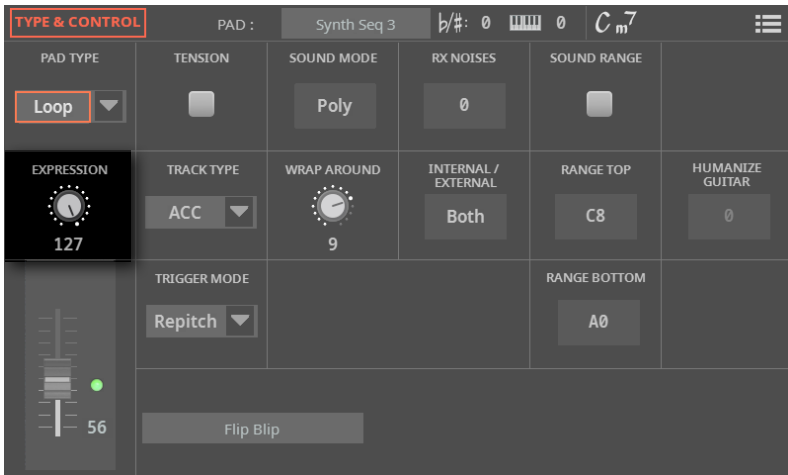 TYPE & CONTROL PAD : Synth Seq 3 b/#: 0 0 Cm7
PAD TYPE TENSION SOUND MODE RX NOISES SOUND RANGE
Loop Poly 0
EXPRESSION TRACK TYPE WRAP AROUND INTERNAL / EXTERNAL RANGE TOP HUMANIZE GUITAR
127 ACC 9 Both C8 0
TRIGGER MODE RANGE BOTTOM
Repitch A0
56 Flip Blip